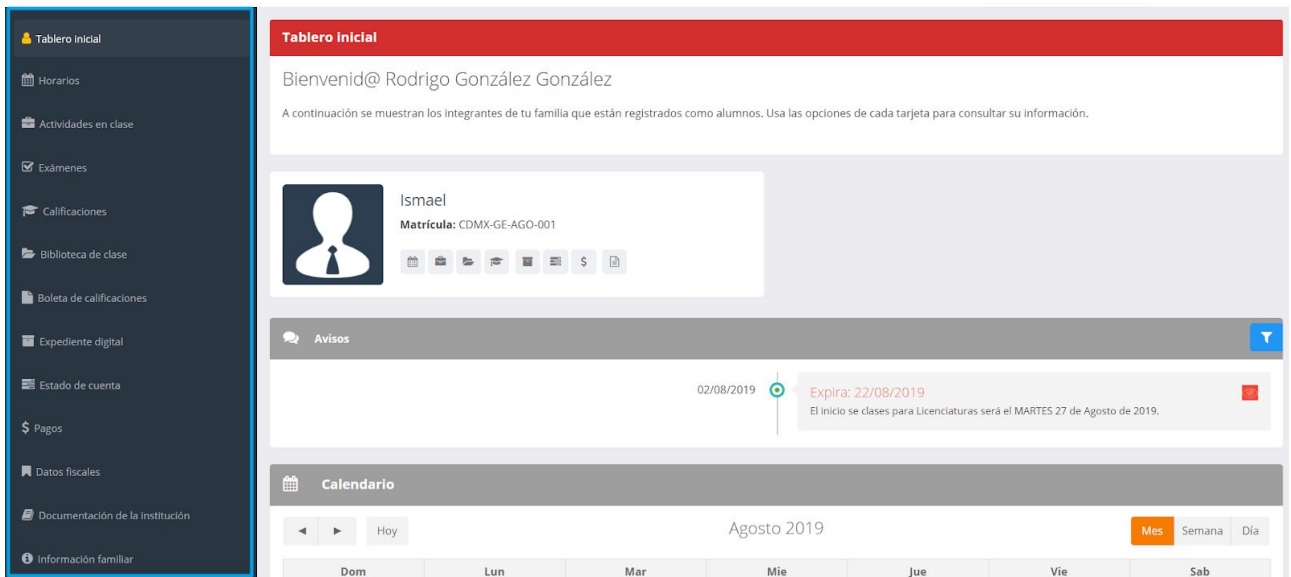 Tablero inicial
Horarios
Actividades en clase
Exámenes
Calificaciones
Biblioteca de clase
Boleta de calificaciones
Expediente digital
Estado de cuenta
$ Pagos
Datos fiscales
Documentación de la institución
Información familiar
Tablero inicial
Bienvenid@ Rodrigo González González
A continuación se muestran los integrantes de tu familia que están registrados como alumnos. Usa las opciones de cada tarjeta para consultar su información.
Ismael
Matrícula: CDMX-GE-AGO-001
$
Avisos
02/08/2019
Expira: 22/08/2019
El inicio se clases para Licenciaturas será el MARTES 27 de Agosto de 2019.
Calendario
Hoy
Agosto 2019
Mes Semana Día
Dom Lun Mar Mie Jue Vie Sab